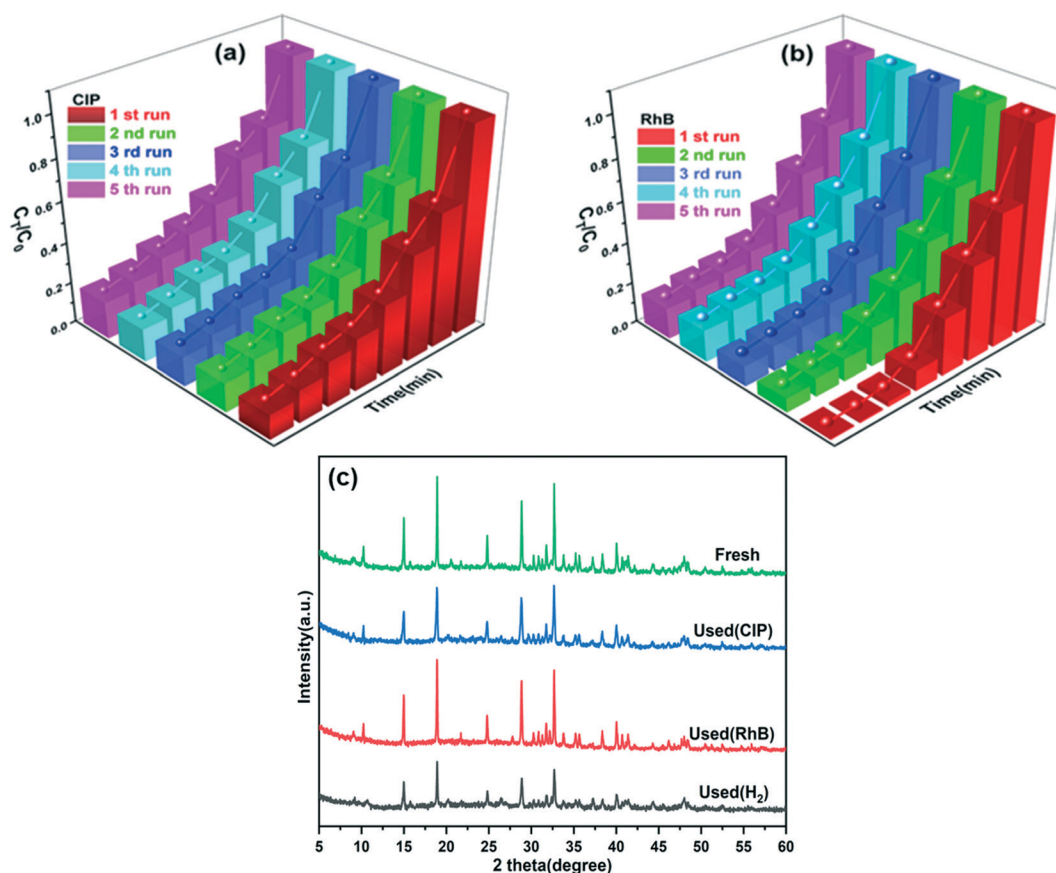 (a)
CIP
1 st run
2 nd run
3 rd run
4 th run
5 th run
1.0
0.8
0.6
0.4
0.2
0.0
C_T/C_0
Time(min)
(b)
RhB
1 st run
2 nd run
3 rd run
4 th run
5 th run
1.0
0.8
0.6
0.4
0.2
0.0
C_T/C_0
Time(min)
(c)
Fresh
Used(CIP)
Used(RhB)
Used(H₂)
Intensity(a.u.)
5 10 15 20 25 30 35 40 45 50 55 60
2 theta(degree)